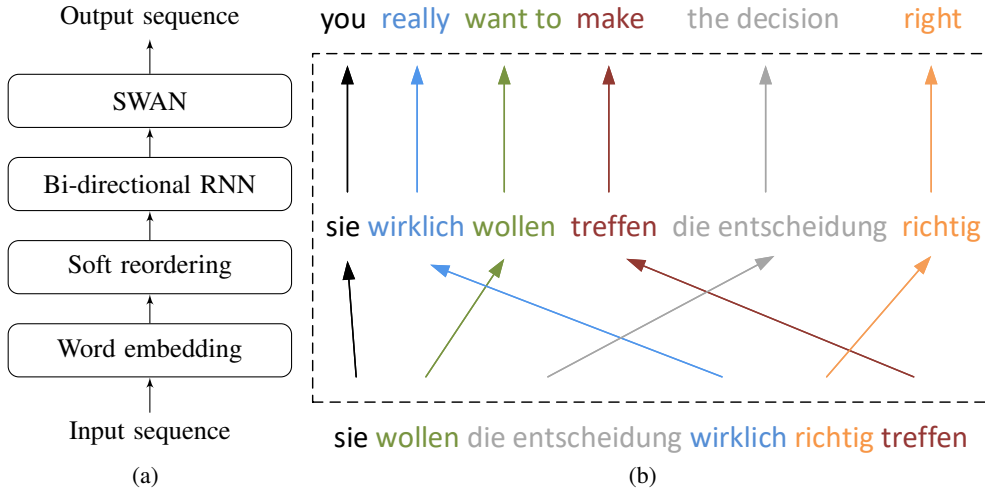 Output sequence
SWAN
Bi-directional RNN
Soft reordering
Word embedding
Input sequence
(a)
you really want to make the decision right
sie wirklich wollen treffen die entscheidung richtig
sie wollen die entscheidung wirklich richtig treffen
(b)